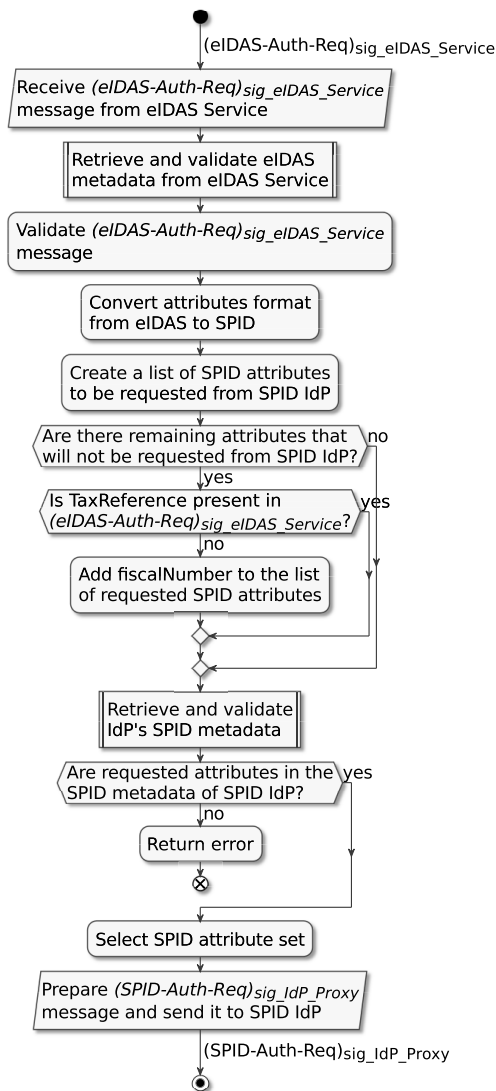 (eIDAS-Auth-Req)sig_eIDAS_Service
Receive (eIDAS-Auth-Req)sig_eIDAS_Service
message from eIDAS Service
Retrieve and validate eIDAS
metadata from eIDAS Service
Validate (eIDAS-Auth-Req)sig_eIDAS_Service
message
Convert attributes format
from eIDAS to SPID
Create a list of SPID attributes
to be requested from SPID IdP
Are there remaining attributes that
will not be requested from SPID IdP?
no
yes
Is TaxReference present in
(eIDAS-Auth-Req)sig_eIDAS_Service?
yes
no
Add fiscalNumber to the list
of requested SPID attributes
Retrieve and validate
IdP's SPID metadata
Are requested attributes in the
SPID metadata of SPID IdP?
yes
no
Return error
Select SPID attribute set
Prepare (SPID-Auth-Req)sig_IdP_Proxy
message and send it to SPID IdP
(SPID-Auth-Req)sig_IdP_Proxy